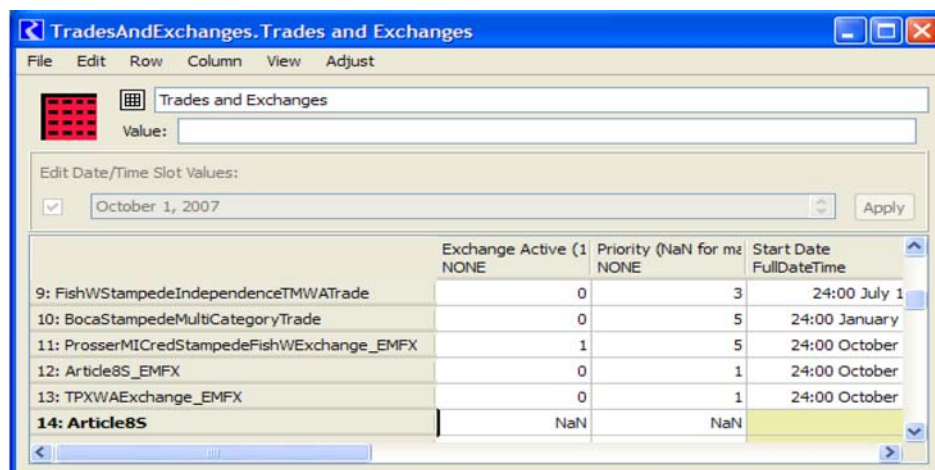 TradesAndExchanges.Trades and Exchanges
File Edit Row Column View Adjust
Trades and Exchanges
Value:
Edit Date/Time Slot Values:
October 1, 2007 Apply
Exchange Active (1 Priority (NaN for ma Start Date
NONE NONE FullDateTime
9: FishWStampedeIndependenceTMWATrade 0 3 24:00 July 1
10: BocaStampedeMultiCategoryTrade 0 5 24:00 January
11: ProsserMICredStampedeFishWExchange_EMFX 1 5 24:00 October
12: Article8S_EMFX 0 1 24:00 October
13: TPXWAExchange_EMFX 0 1 24:00 October
14: Article8S NaN NaN